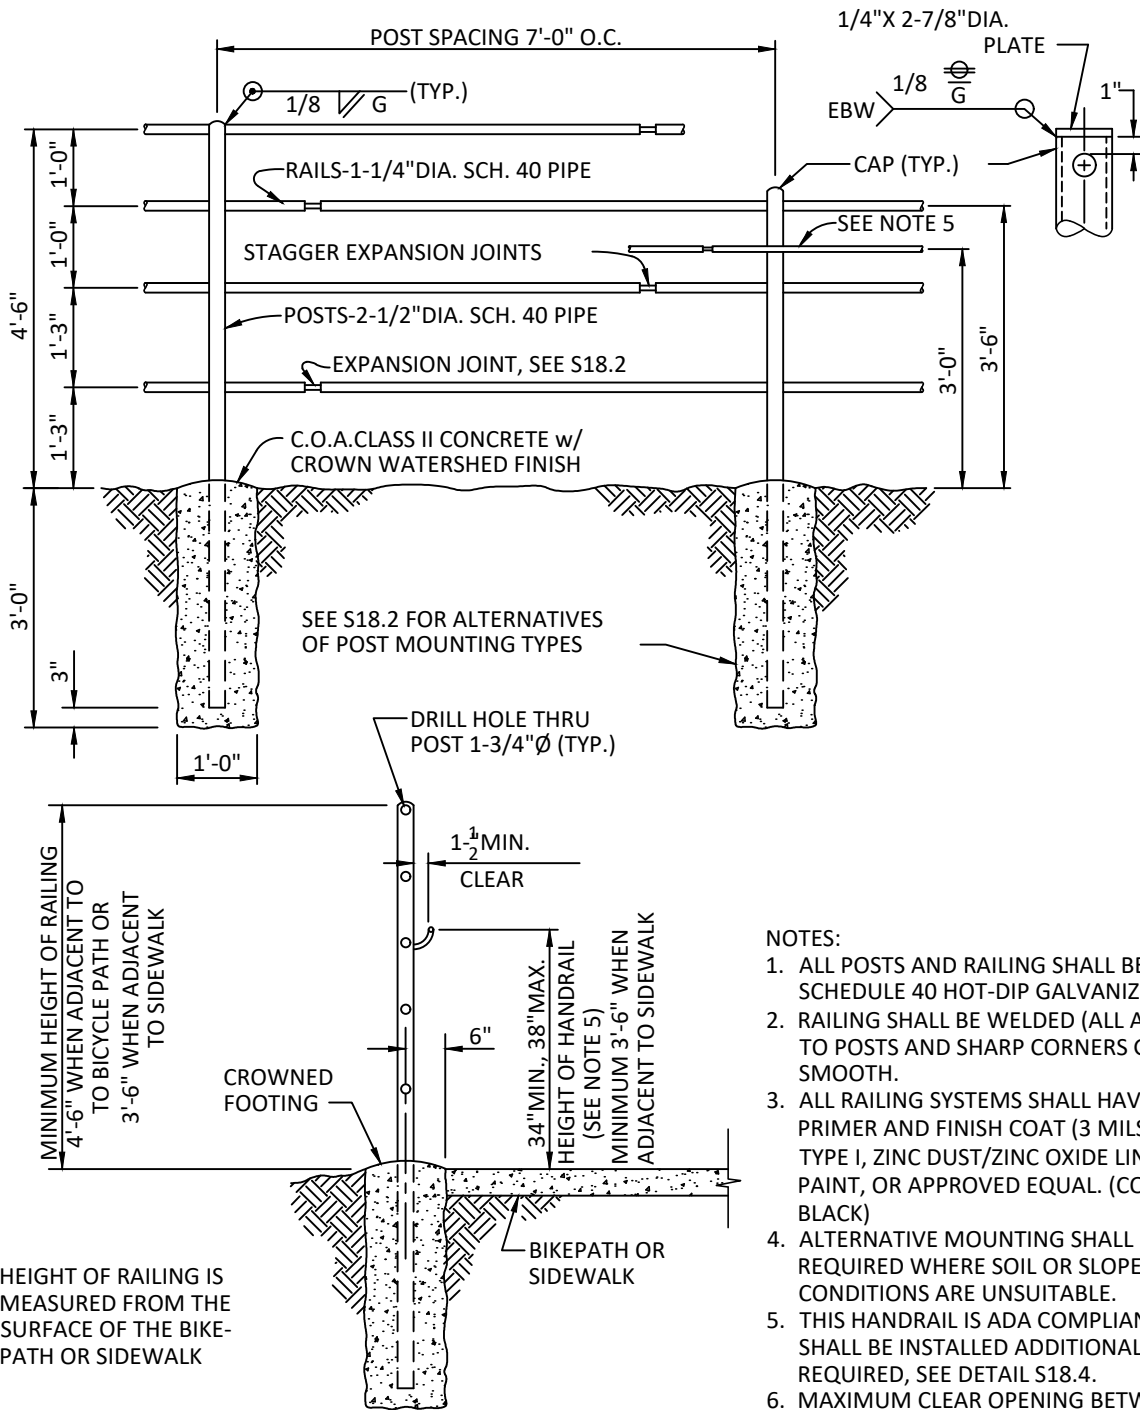 1/4"X 2-7/8"DIA.
PLATE
POST SPACING 7'-0" O.C.
1/8 G (TYP.)
1/8 G
EBW
1"
CAP (TYP.)
RAILS-1-1/4"DIA. SCH. 40 PIPE
SEE NOTE 5
STAGGER EXPANSION JOINTS
POSTS-2-1/2"DIA. SCH. 40 PIPE
EXPANSION JOINT, SEE S18.2
4'-6"
1'-0"
1'-0"
1'-3"
1'-3"
3'-0"
3'-6"
C.O.A.CLASS II CONCRETE w/
CROWN WATERSHED FINISH
3'-0"
3"
1'-0"
SEE S18.2 FOR ALTERNATIVES
OF POST MOUNTING TYPES
DRILL HOLE THRU
POST 1-3/4"Ø (TYP.)
1-1/2" MIN.
CLEAR
MINIMUM HEIGHT OF RAILING
4'-6" WHEN ADJACENT TO
TO BICYCLE PATH OR
3'-6" WHEN ADJACENT
TO SIDEWALK
34"MIN., 38"MAX.
HEIGHT OF HANDRAIL
(SEE NOTE 5)
MINIMUM 3'-6" WHEN
ADJACENT TO SIDEWALK
6"
CROWNED
FOOTING
BIKEPATH OR
SIDEWALK
HEIGHT OF RAILING IS
MEASURED FROM THE
SURFACE OF THE BIKE-
PATH OR SIDEWALK
NOTES:
1. ALL POSTS AND RAILING SHALL BE
SCHEDULE 40 HOT-DIP GALVANIZ
2. RAILING SHALL BE WELDED (ALL A
TO POSTS AND SHARP CORNERS
SMOOTH.
3. ALL RAILING SYSTEMS SHALL HAV
PRIMER AND FINISH COAT (3 MILS
TYPE I, ZINC DUST/ZINC OXIDE LIN
PAINT, OR APPROVED EQUAL. (CO
BLACK)
4. ALTERNATIVE MOUNTING SHALL
REQUIRED WHERE SOIL OR SLOPE
CONDITIONS ARE UNSUITABLE.
5. THIS HANDRAIL IS ADA COMPLIAN
SHALL BE INSTALLED ADDITIONAL
REQUIRED, SEE DETAIL S18.4.
6. MAXIMUM CLEAR OPENING BETW